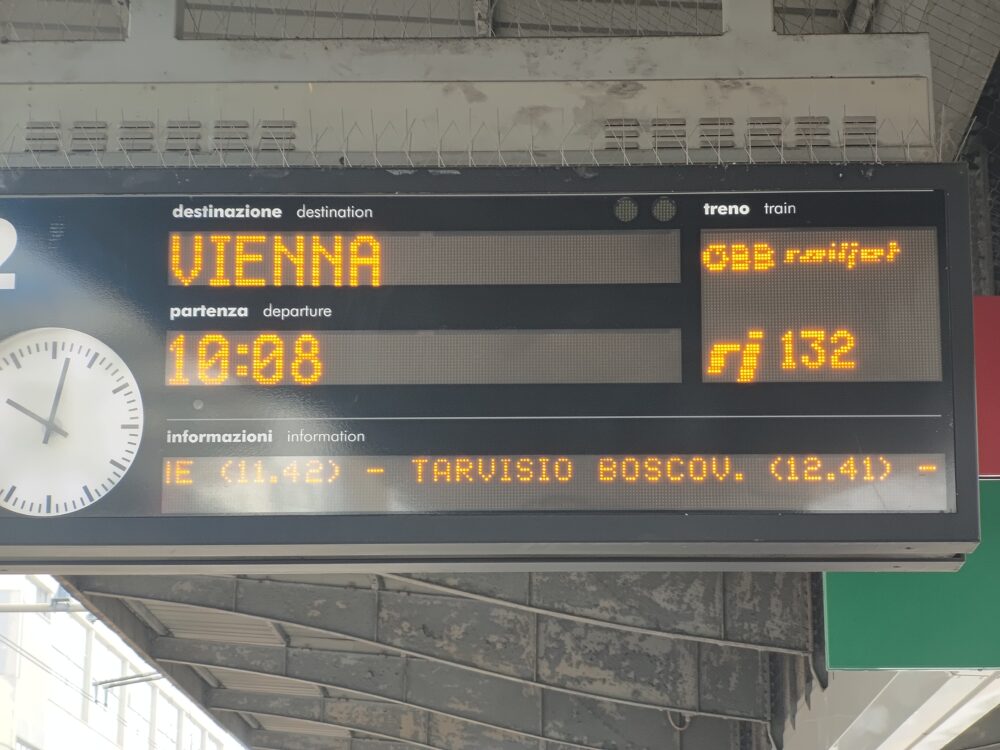 2
destinazione destination
VIENNA
treno train
ÖBB railjet
partenza departure
10:08
rj 132
informazioni information
IE (11.42) - TARVISIO BOSCOV. (12.41) -